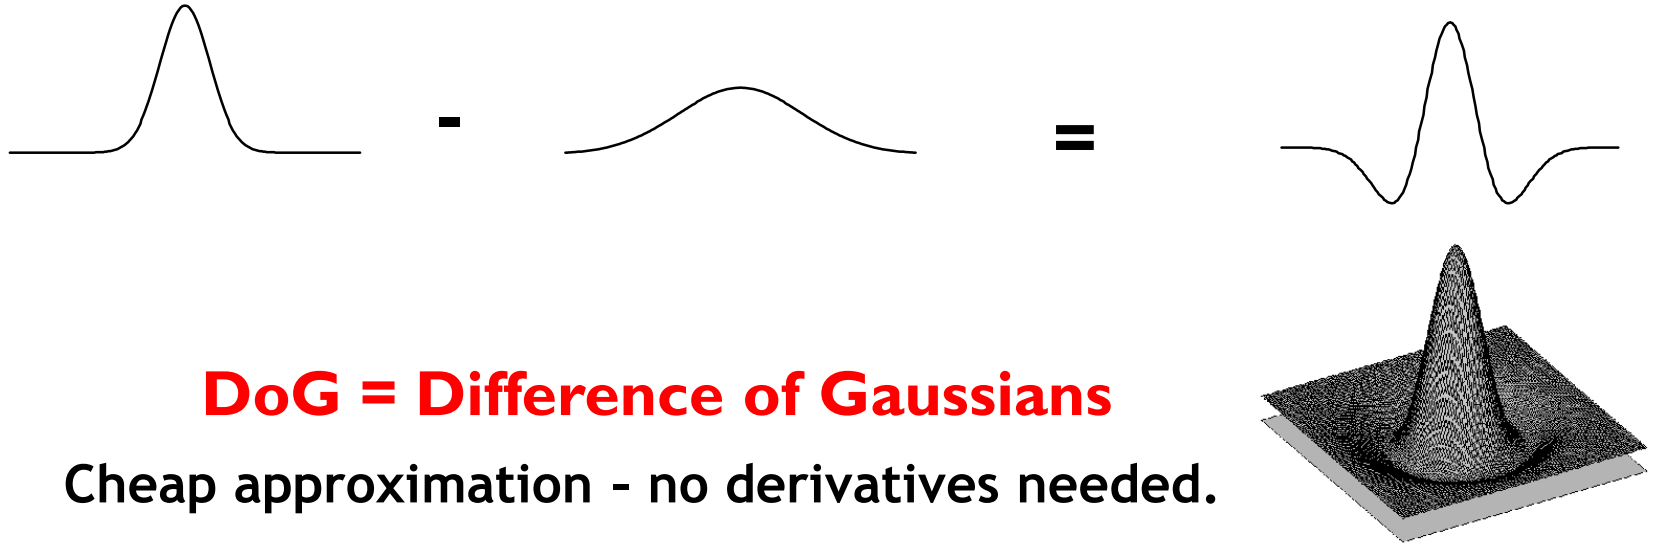 - =
DoG = Difference of Gaussians
Cheap approximation – no derivatives needed.